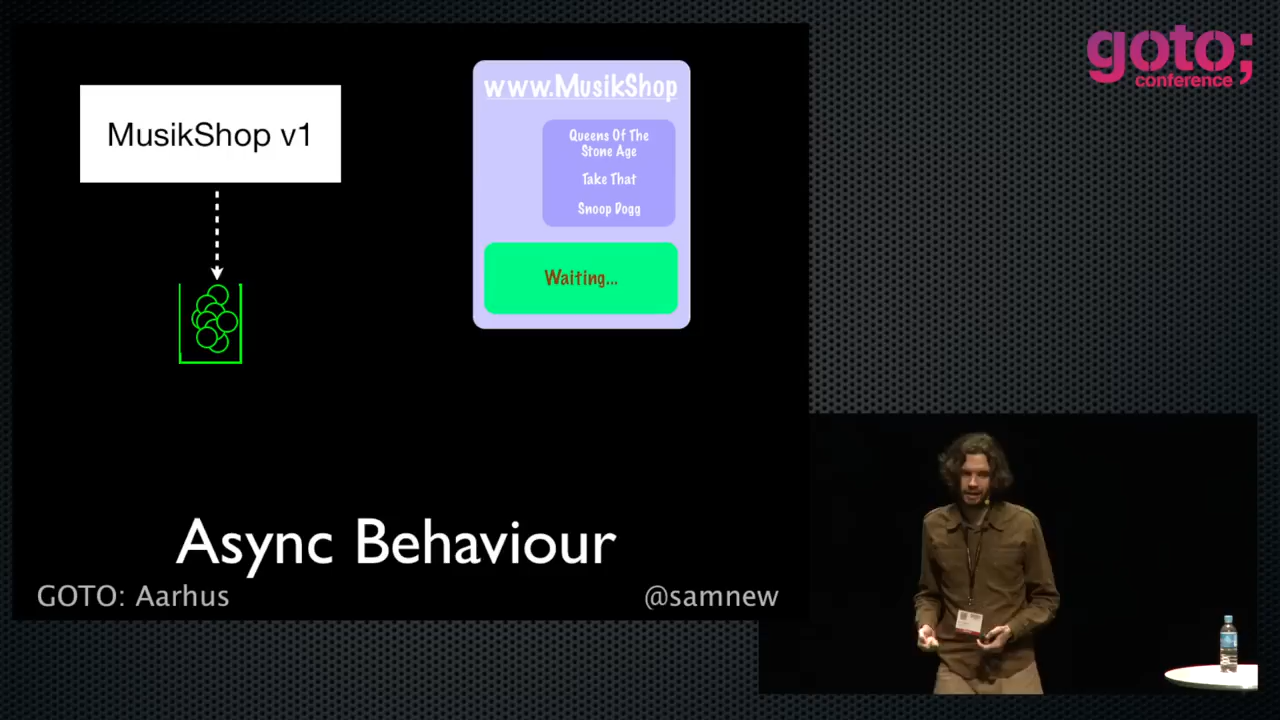 goto;
conference
MusikShop v1
www.MusikShop
Queens Of The
Stone Age
Take That
Snoop Dogg
Waiting...
Async Behaviour
GOTO: Aarhus
@samnew